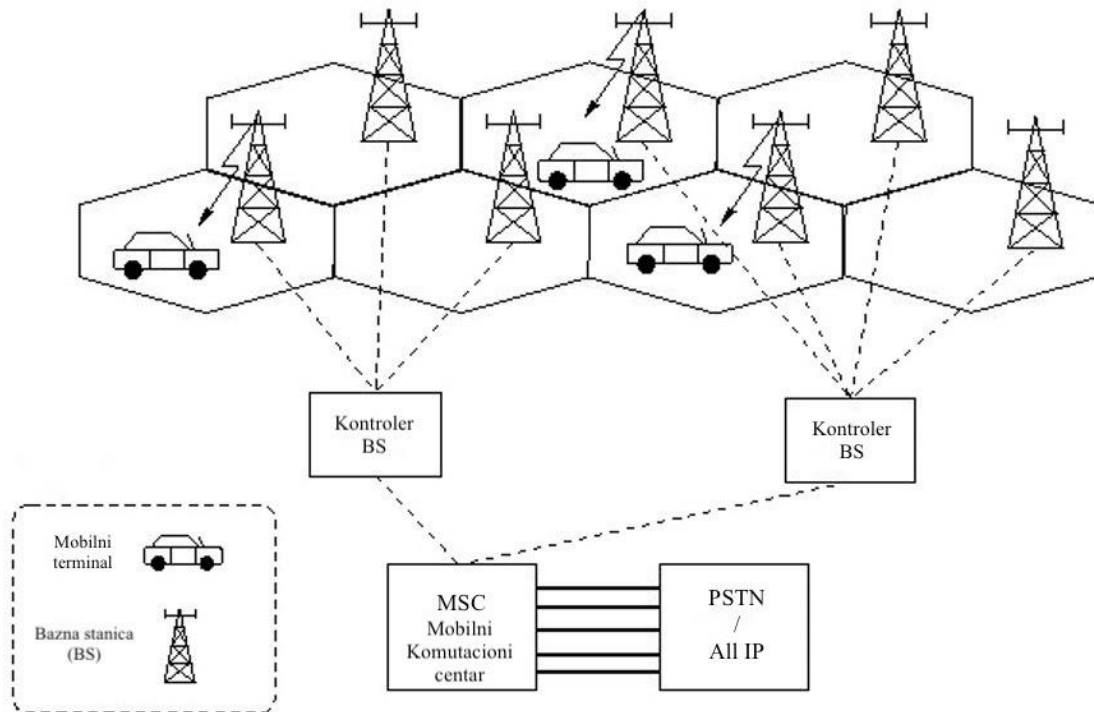 Kontroler
BS
Kontroler
BS
Mobilni
terminal
Bazna stanica
(BS)
MSC
Mobilni
Komutacioni
centar
PSTN
/
All IP